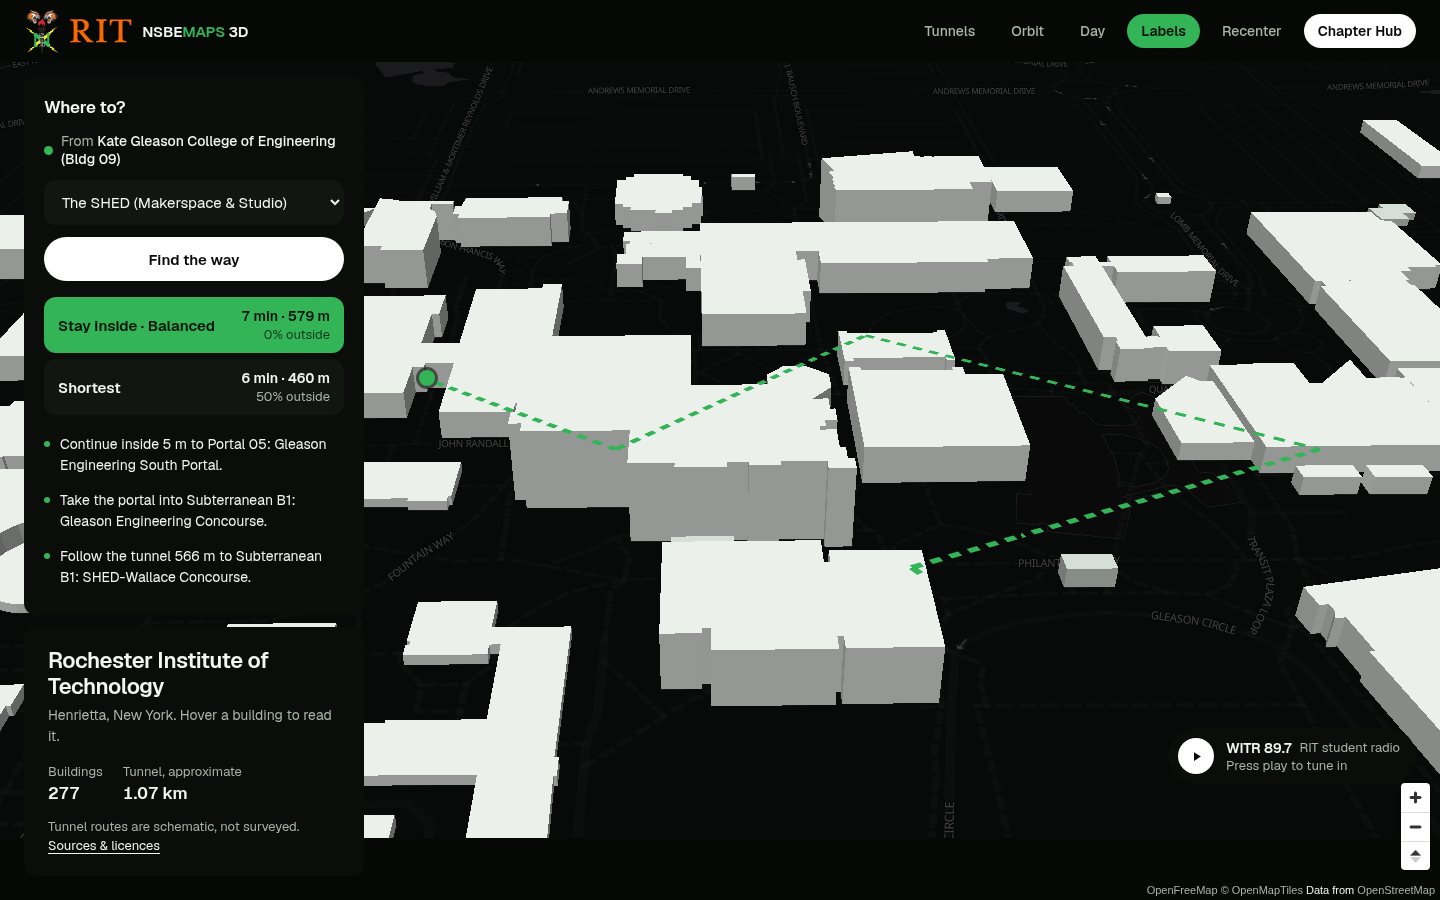 RIT NSBEMAPS 3D
Tunnels
Orbit
Day
Labels
Recenter
Chapter Hub
Where to?
From Kate Gleason College of Engineering
(Bldg 09)
The SHED (Makerspace & Studio)
Find the way
Stay inside · Balanced
7 min · 579 m
0% outside
Shortest
6 min · 460 m
50% outside
Continue inside 5 m to Portal 05: Gleason
Engineering South Portal.
Take the portal into Subterranean B1:
Gleason Engineering Concourse.
Follow the tunnel 566 m to Subterranean
B1: SHED-Wallace Concourse.
Rochester Institute of
Technology
Henrietta, New York. Hover a building to read
it.
Buildings
277
Tunnel, approximate
1.07 km
Tunnel routes are schematic, not surveyed.
Sources & licences
ANDREWS MEMORIAL DRIVE
ANDREWS MEMORIAL DRIVE
ANDREWS MEMORIAL DRIVE
LOMB MEMORIAL DRIVE
JOHN RANDALL
FOUNTAIN WAY
GLEASON CIRCLE
TRANSIT PLAZA LOOP
CIRCLE
WITR 89.7 RIT student radio
Press play to tune in
OpenFreeMap © OpenMapTiles Data from OpenStreetMap